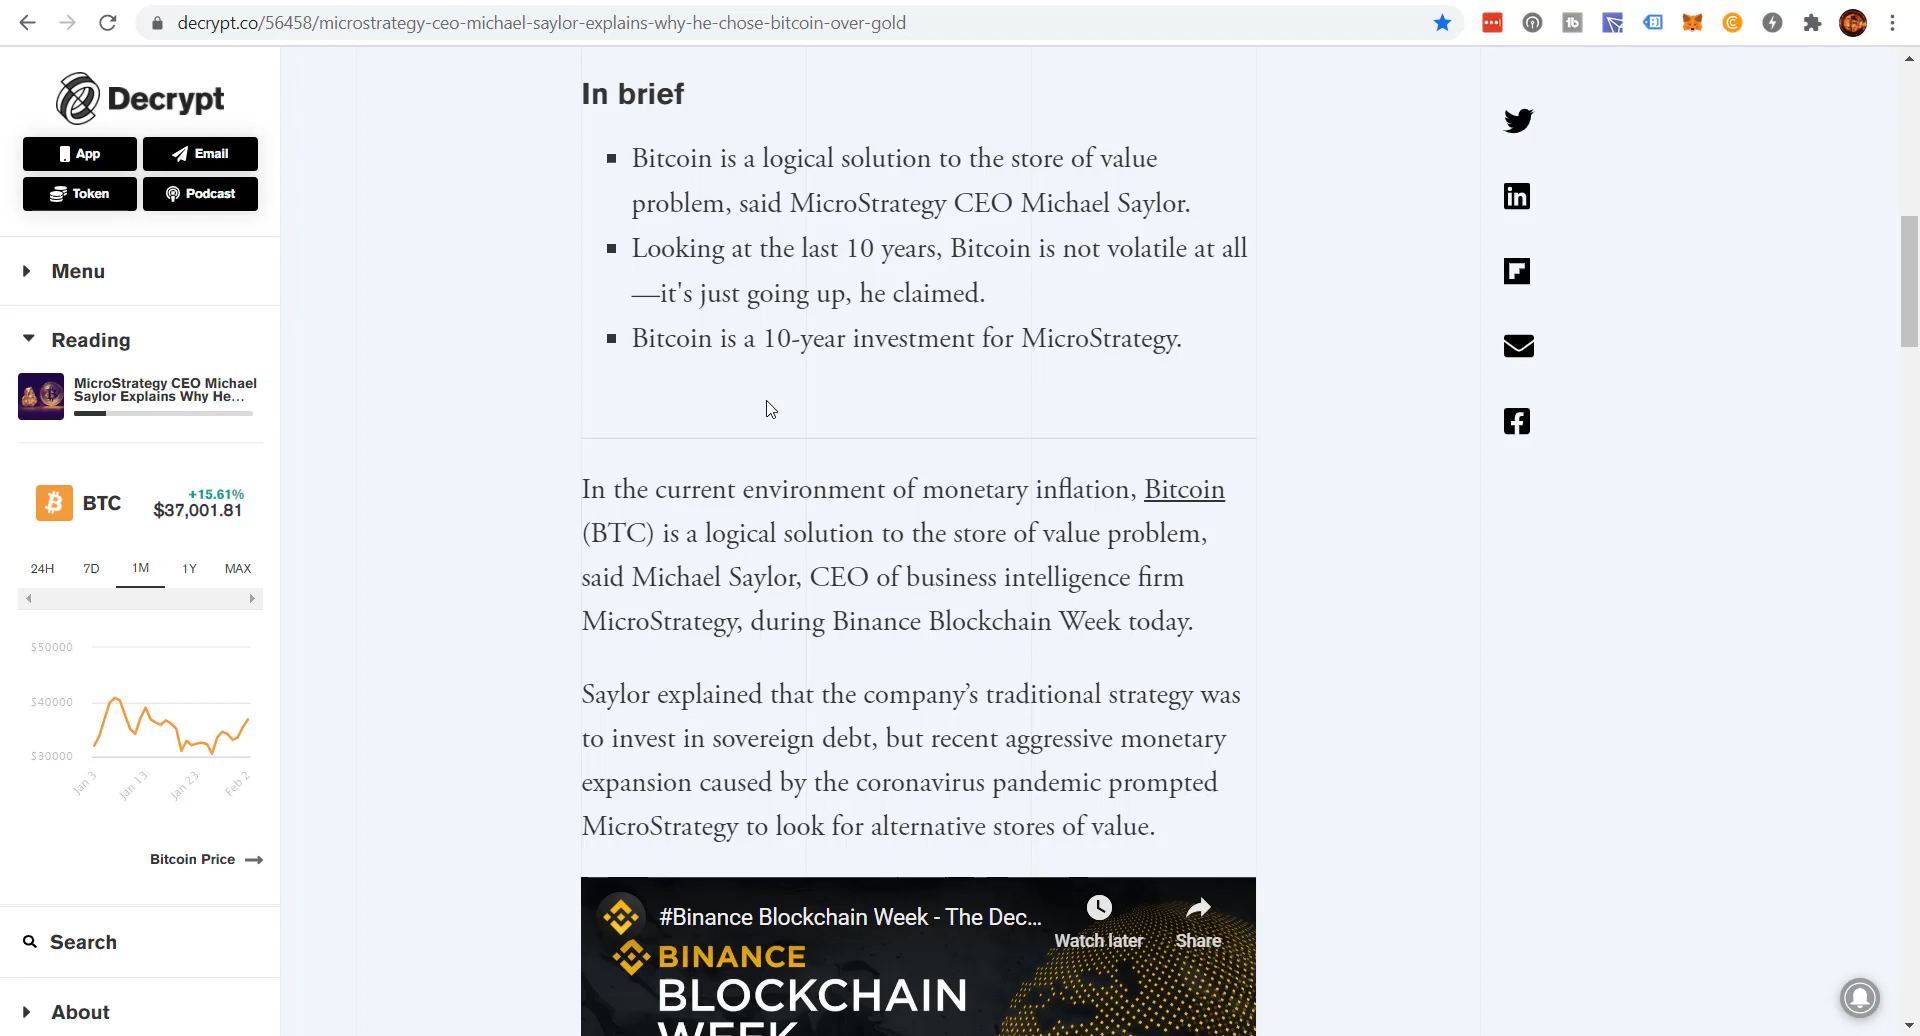 decrypt.co/56458/microstrategy-ceo-michael-saylor-explains-why-he-chose-bitcoin-over-gold
Decrypt
App
Email
Token
Podcast
Menu
Reading
MicroStrategy CEO Michael
Saylor Explains Why He...
BTC
+15.61%
$37,001.81
24H 7D 1M 1Y MAX
$50000
$40000
$30000
Jan 3 Jan 13 Jan 23 Feb 2
Bitcoin Price
Search
About
In brief
Bitcoin is a logical solution to the store of value
problem, said MicroStrategy CEO Michael Saylor.
Looking at the last 10 years, Bitcoin is not volatile at all
—it's just going up, he claimed.
Bitcoin is a 10-year investment for MicroStrategy.
In the current environment of monetary inflation, Bitcoin
(BTC) is a logical solution to the store of value problem,
said Michael Saylor, CEO of business intelligence firm
MicroStrategy, during Binance Blockchain Week today.
Saylor explained that the company’s traditional strategy was
to invest in sovereign debt, but recent aggressive monetary
expansion caused by the coronavirus pandemic prompted
MicroStrategy to look for alternative stores of value.
#Binance Blockchain Week - The Dec...
Watch later
Share
BINANCE
BLOCKCHAIN
WEEK